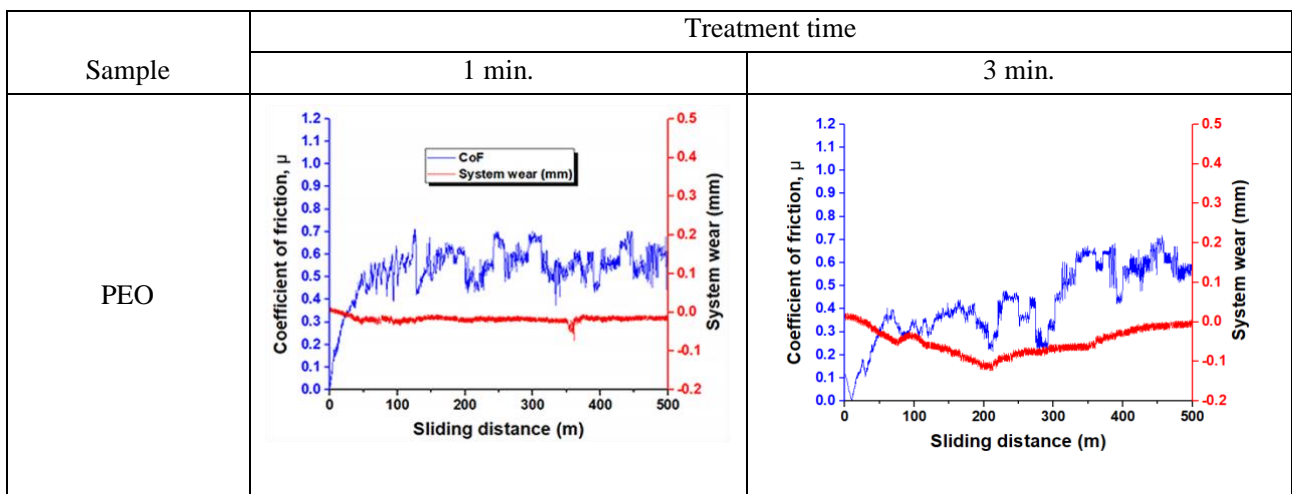 Treatment time
Sample
1 min.
3 min.
PEO
1.2
1.1
1.0
0.9
0.8
0.7
0.6
0.5
0.4
0.3
0.2
0.1
0.0
Coefficient of friction, μ
CoF
System wear (mm)
0.5
0.4
0.3
0.2
0.1
0.0
-0.1
-0.2
System wear (mm)
0 100 200 300 400 500
Sliding distance (m)
1.2
1.1
1.0
0.9
0.8
0.7
0.6
0.5
0.4
0.3
0.2
0.1
0.0
Coefficient of friction, μ
0.5
0.4
0.3
0.2
0.1
0.0
-0.1
-0.2
System wear (mm)
0 100 200 300 400 500
Sliding distance (m)